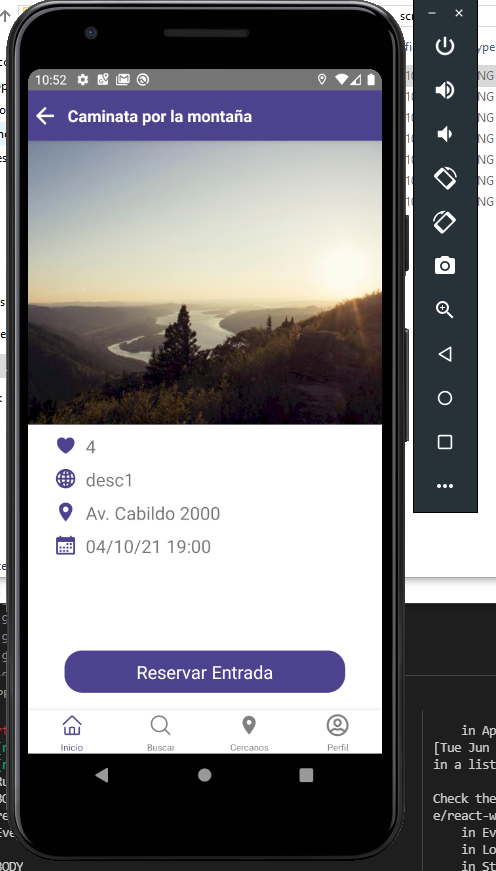 10:52
Caminata por la montaña
4
desc1
Av. Cabildo 2000
04/10/21 19:00
Reservar Entrada
Inicio
Buscar
Cercanos
Perfil
in Ap
[Tue Jun
in a list
Check the
e/react-w
in Ev
in Lo
in St
BODY